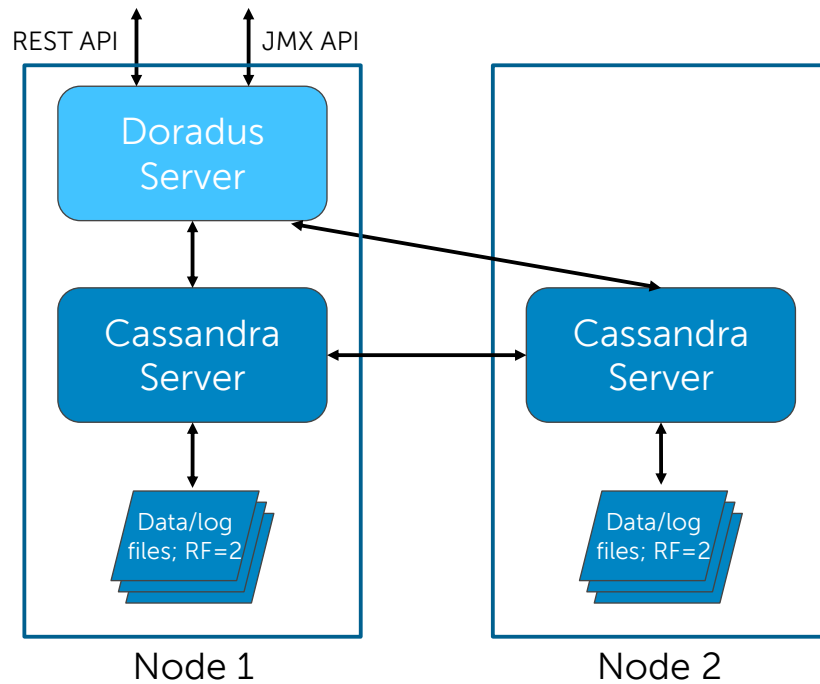 REST API
JMX API
Doradus
Server
Cassandra
Server
Cassandra
Server
Data/log
files; RF=2
Data/log
files; RF=2
Node 1
Node 2